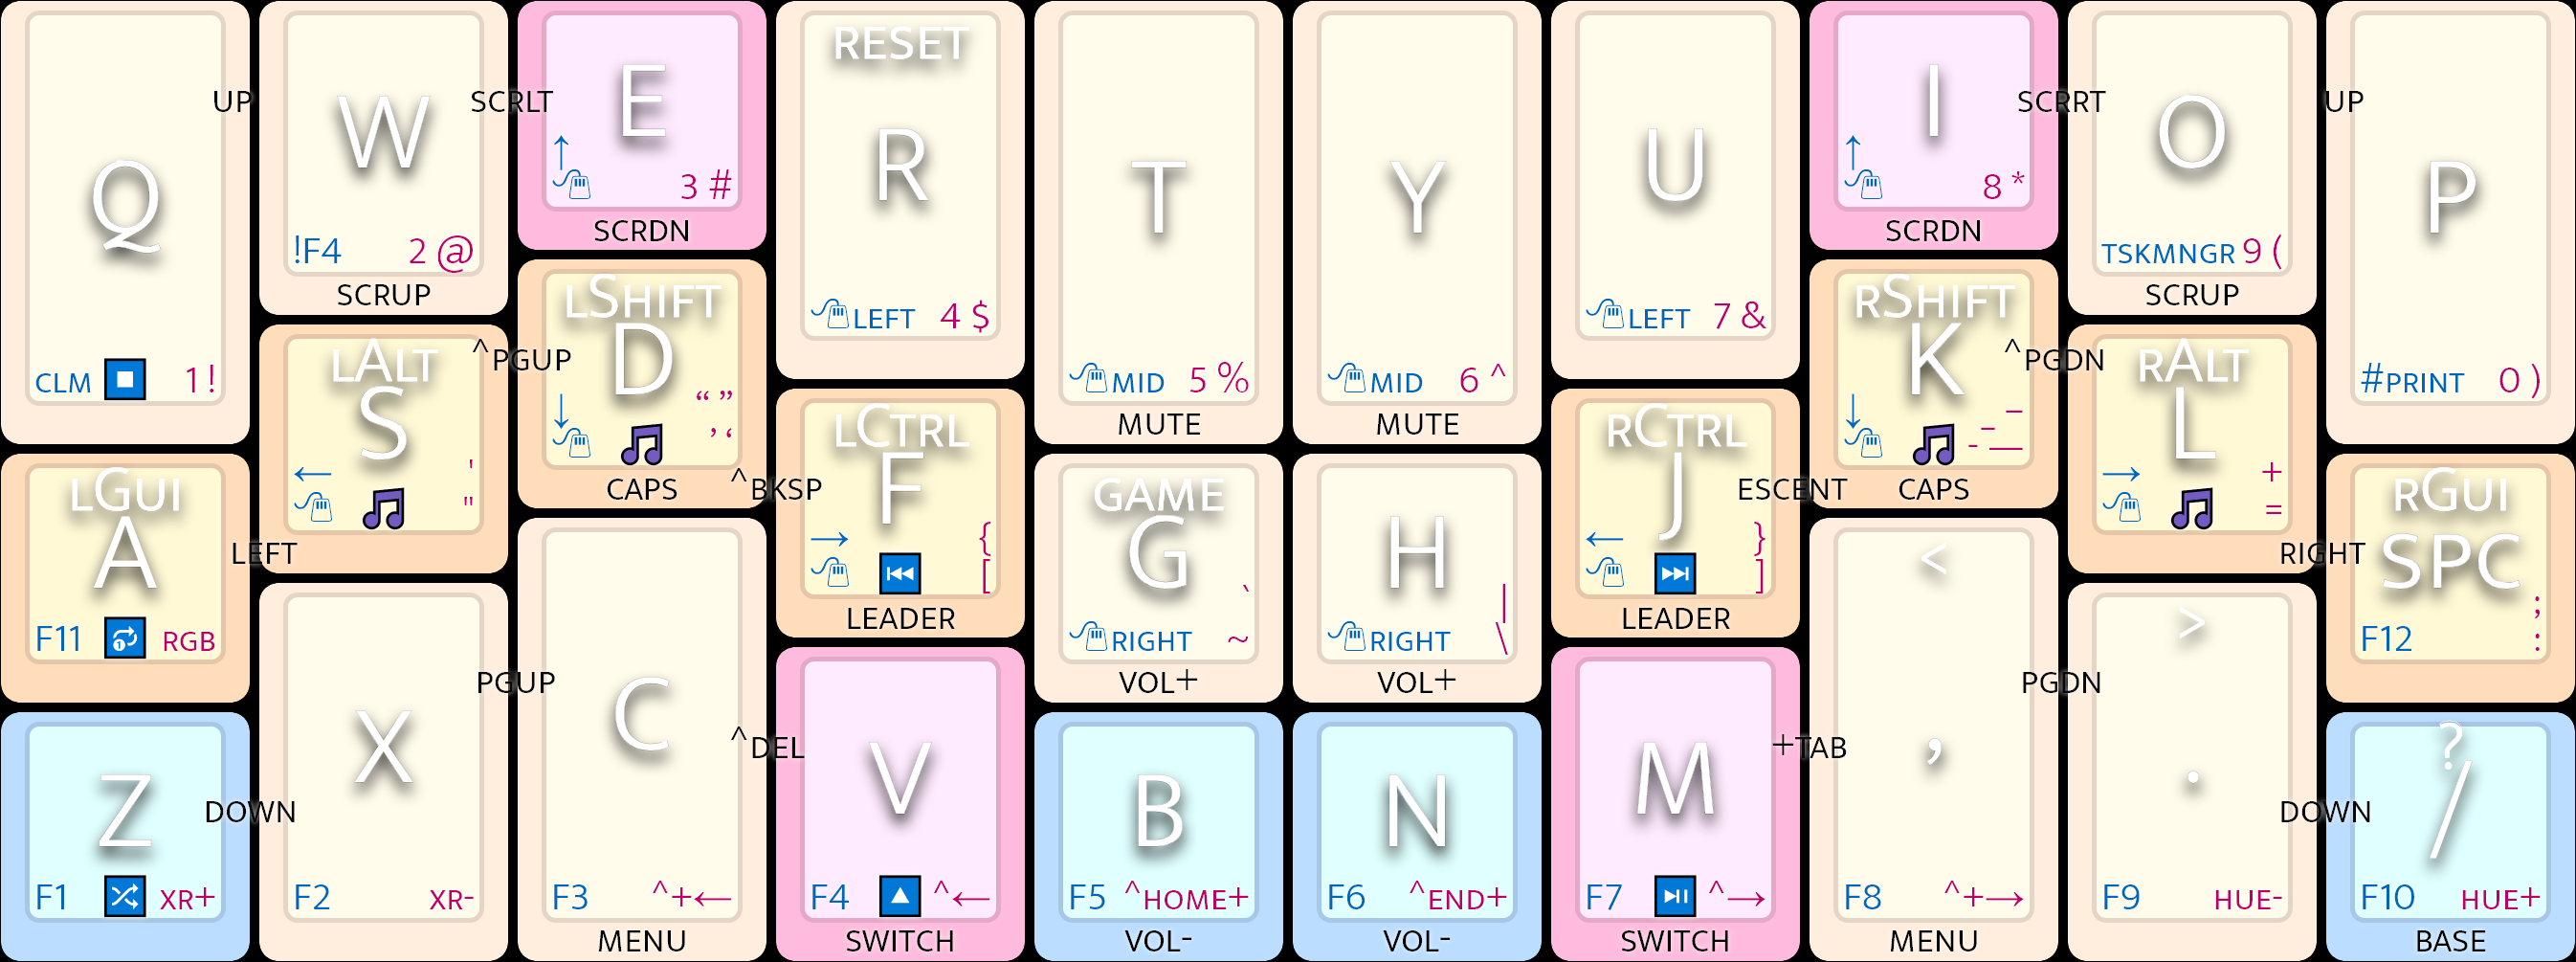 Q
CLM ⏹ 1 !
UP
W
!F4 2 @
SCRUP
SCRLT
E
↑
3 #
SCRDN
RESET
R
LEFT 4 $
T
MID 5 %
MUTE
Y
MID 6 ^
MUTE
U
LEFT 7 &
I
↑
8 *
SCRDN
SCRRT
O
TSKMNGR 9 (
SCRUP
UP
P
#PRINT 0 )
LGUI
A
F11 RGB
LEFT
LALT
S
←
'
"
^PGUP
LSHIFT
D
↓
“ ”
’ ‘
CAPS
^BKSP
LCTRL
F
→
{
[
LEADER
GAME
G
`
RIGHT ~
VOL+
H
|
RIGHT \
VOL+
RCTRL
J
←
}
]
LEADER
ESCENT
RSHIFT
K
↓
CAPS
^PGDN
RALT
L
→
+
=
RIGHT
RGUI
SPC
;
F12 :
Z
F1 XR+
DOWN
X
F2 XR-
PGUP
C
F3 ^+←
MENU
^DEL
V
F4 ^←
SWITCH
B
F5 ^HOME+
VOL-
N
F6 ^END+
VOL-
M
F7 ^→
SWITCH
+TAB
<
,
F8 ^+→
MENU
PGDN
>
.
F9 HUE-
DOWN
?
/
F10 HUE+
BASE